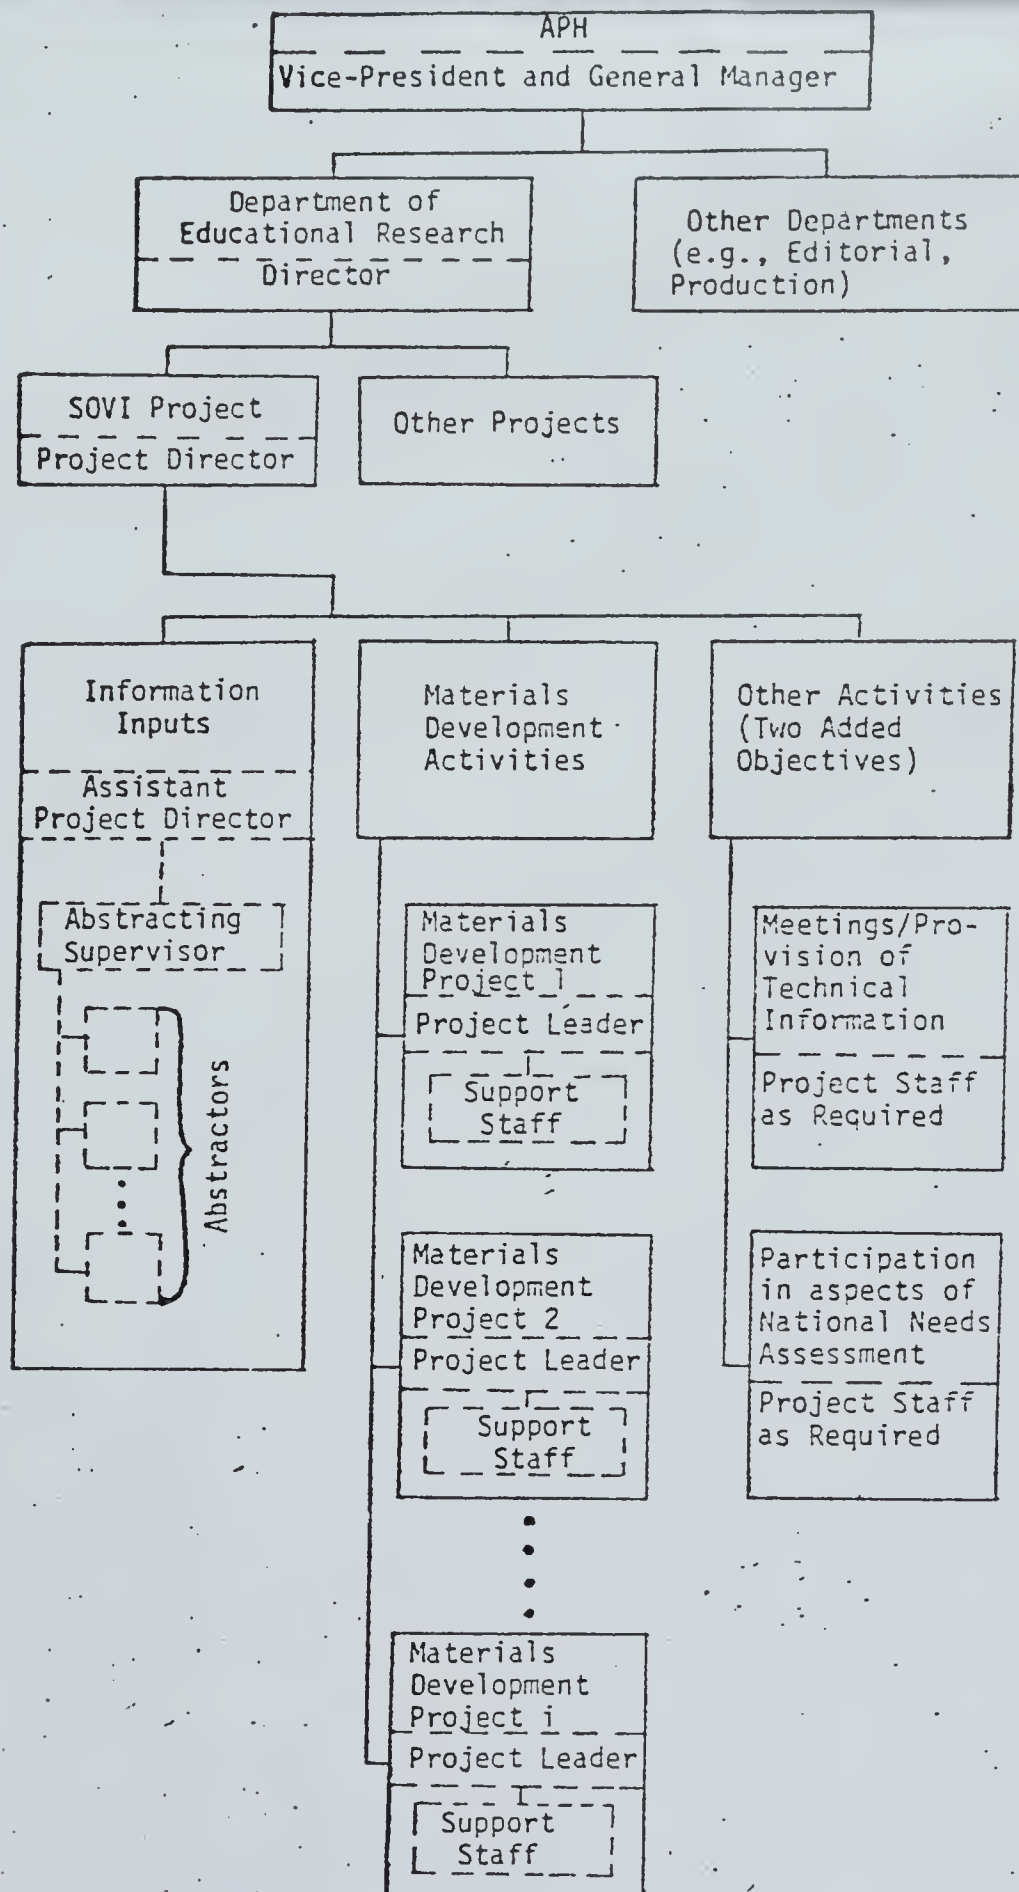 APH
Vice-President and General Manager
Department of
Educational Research
Director
Other Departments
(e.g., Editorial,
Production)
SOVI Project
Project Director
Other Projects
Information
Inputs
Assistant
Project Director
Abstracting
Supervisor
Abstractors
Materials
Development
Activities
Materials
Development
Project 1
Project Leader
Support
Staff
Materials
Development
Project 2
Project Leader
Support
Staff
Materials
Development
Project i
Project Leader
Support
Staff
Other Activities
(Two Added
Objectives)
Meetings/Pro-
vision of
Technical
Information
Project Staff
as Required
Participation
in aspects of
National Needs
Assessment
Project Staff
as Required